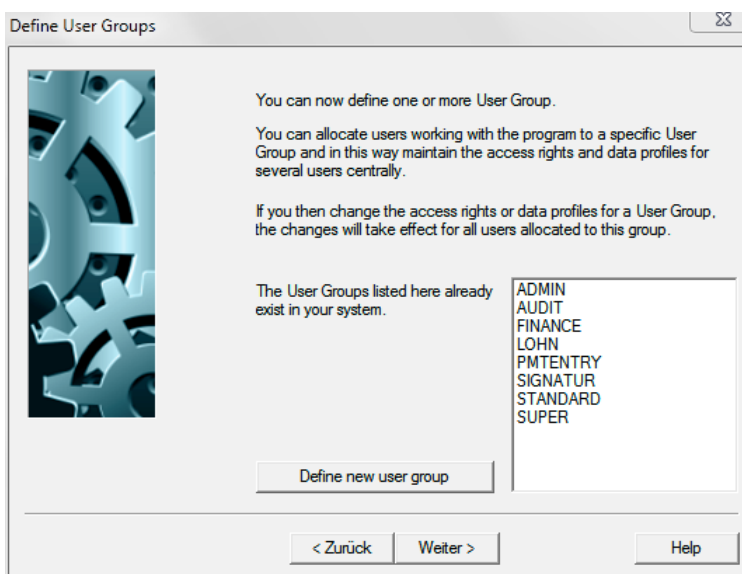 Define User Groups
You can now define one or more User Group.
You can allocate users working with the program to a specific User
Group and in this way maintain the access rights and data profiles for
several users centrally.
If you then change the access rights or data profiles for a User Group,
the changes will take effect for all users allocated to this group.
The User Groups listed here already
exist in your system.
ADMIN
AUDIT
FINANCE
LOHN
PMTENTRY
SIGNATUR
STANDARD
SUPER
Define new user group
< Zurück
Weiter >
Help